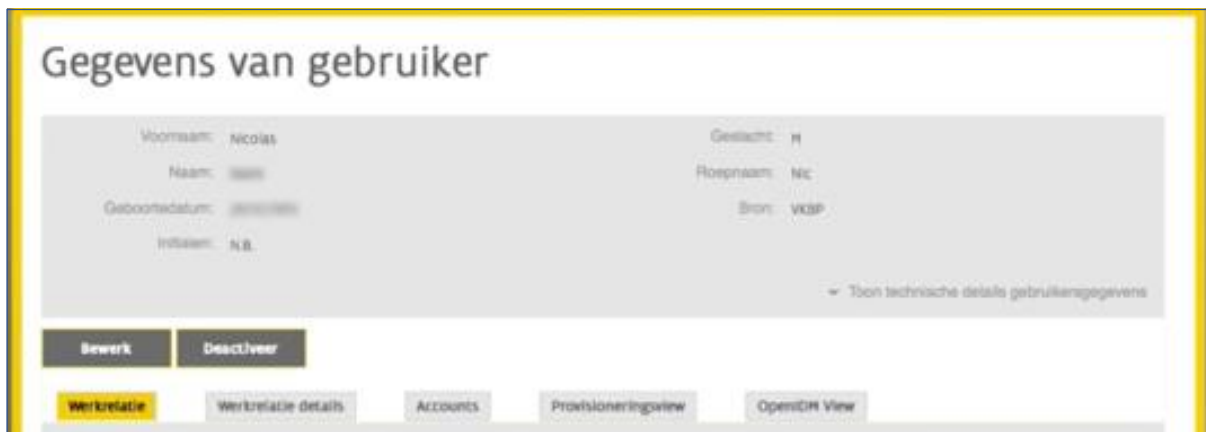 Gegevens van gebruiker
Voornaam: Nicolas
Geslacht: M
Naam:
Roepnaam: Nic
Geboortedatum:
Bron: VKBP
Initialen: N.B.
Toon technische details gebruikersgegevens
Bewerk Deactiveer
Werkrelatie Werkrelatie details Accounts Provisioneringsview OpenIDM View